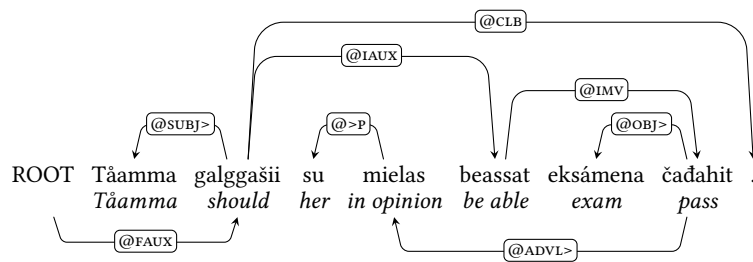 @CLB
@IAUX
@IMV
@SUBJ> @>P @OBJ>
ROOT Tåamma galggašii su mielas beassat eksámena čađahit .
Tåamma should her in opinion be able exam pass
@FAUX @ADVL>